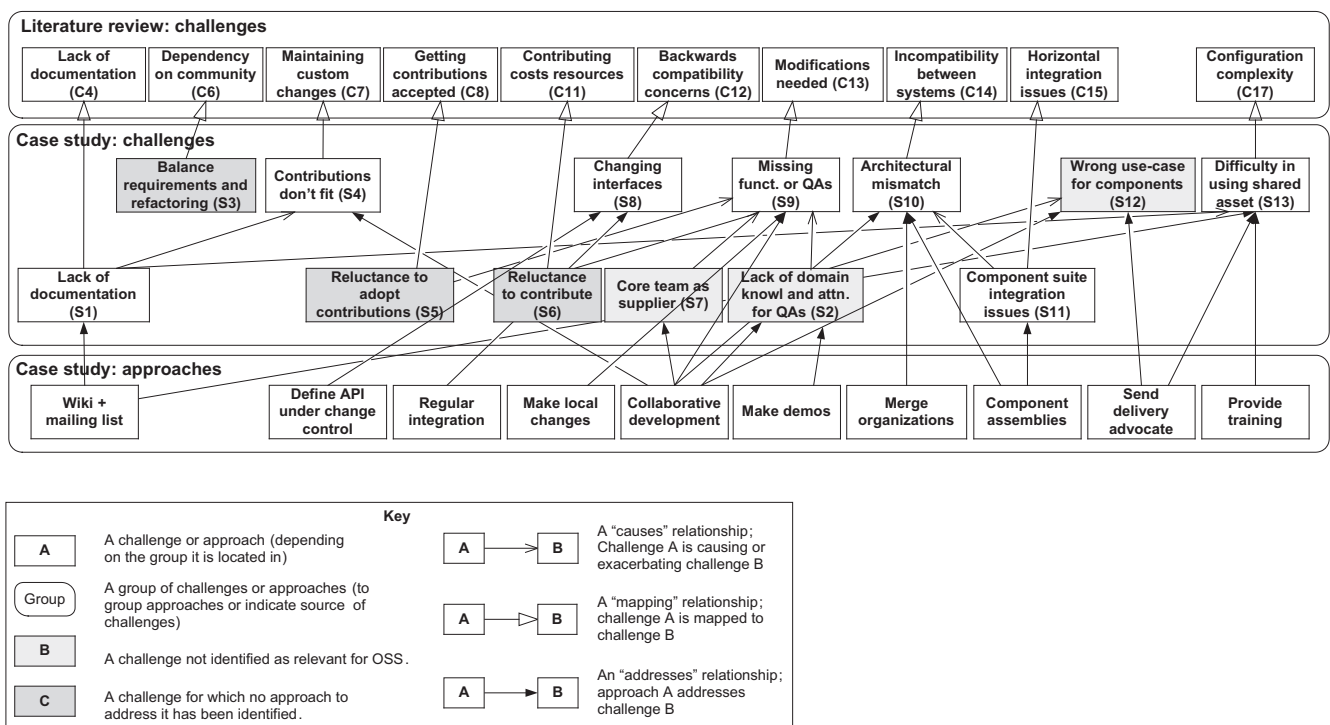 Literature review: challenges
Lack of
documentation
(C4)
Dependency
on community
(C6)
Maintaining
custom
changes (C7)
Getting
contributions
accepted (C8)
Contributing
costs resources
(C11)
Backwards
compatibility
concerns (C12)
Modifications
needed (C13)
Incompatibility
between
systems (C14)
Horizontal
integration
issues (C15)
Configuration
complexity
(C17)
Case study: challenges
Balance
requirements and
refactoring (S3)
Contributions
don't fit (S4)
Changing
interfaces
(S8)
Missing
funct. or QAs
(S9)
Architectural
mismatch
(S10)
Wrong use-case
for components
(S12)
Difficulty in
using shared
asset (S13)
Lack of
documentation
(S1)
Reluctance to
adopt
contributions (S5)
Reluctance
to contribute
(S6)
Core team as
supplier (S7)
Lack of domain
knowl and attn.
for QAs (S2)
Component suite
integration
issues (S11)
Case study: approaches
Wiki +
mailing list
Define API
under change
control
Regular
integration
Make local
changes
Collaborative
development
Make demos
Merge
organizations
Component
assemblies
Send
delivery
advocate
Provide
training
Key
A
A challenge or approach (depending
on the group it is located in)
Group
A group of challenges or approaches (to
group approaches or indicate source of
challenges)
B
A challenge not identified as relevant for OSS.
C
A challenge for which no approach to
address it has been identified.
A
B
A "causes" relationship;
Challenge A is causing or
exacerbating challenge B
A
B
A "mapping" relationship;
challenge A is mapped to
challenge B
A
B
An "addresses" relationship;
approach A addresses
challenge B